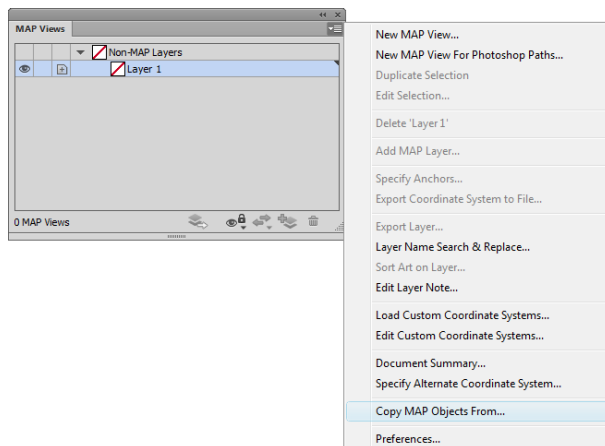 MAP Views
Non-MAP Layers
Layer 1
0 MAP Views
New MAP View...
New MAP View For Photoshop Paths...
Duplicate Selection
Edit Selection...
Delete 'Layer 1'
Add MAP Layer...
Specify Anchors...
Export Coordinate System to File...
Export Layer...
Layer Name Search & Replace...
Sort Art on Layer...
Edit Layer Note...
Load Custom Coordinate Systems...
Edit Custom Coordinate Systems...
Document Summary...
Specify Alternate Coordinate System...
Copy MAP Objects From...
Preferences...